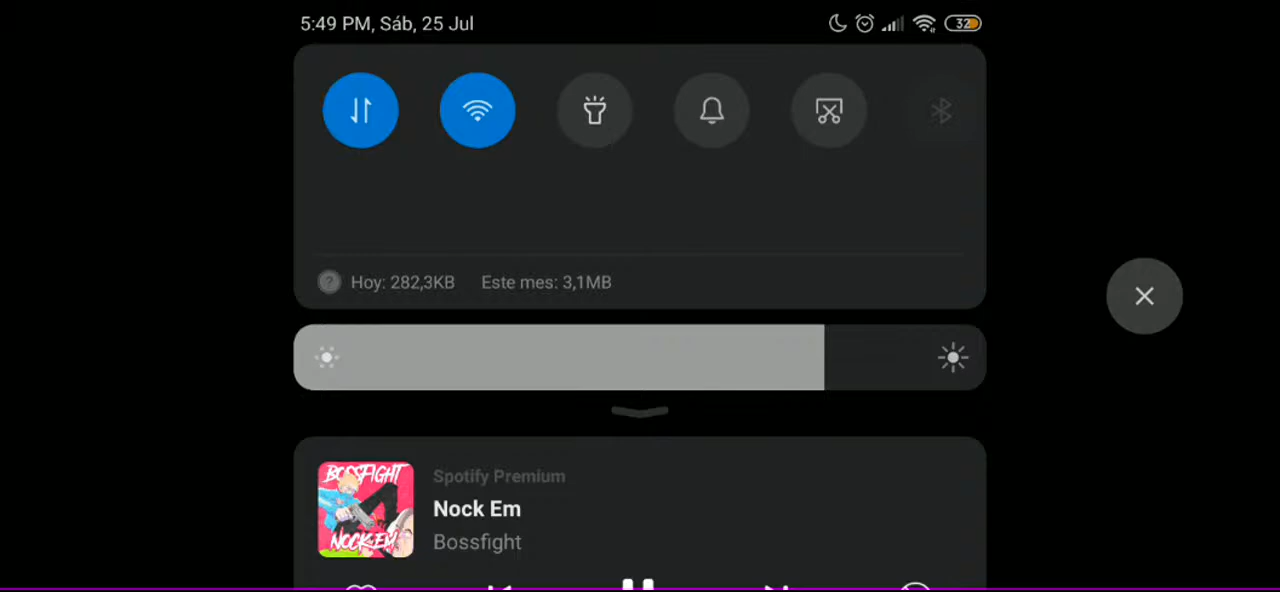 5:49 PM, Sáb, 25 Jul
32
Hoy: 282,3KB Este mes: 3,1MB
BOSSFIGHT
NOCK EM
Spotify Premium
Nock Em
Bossfight